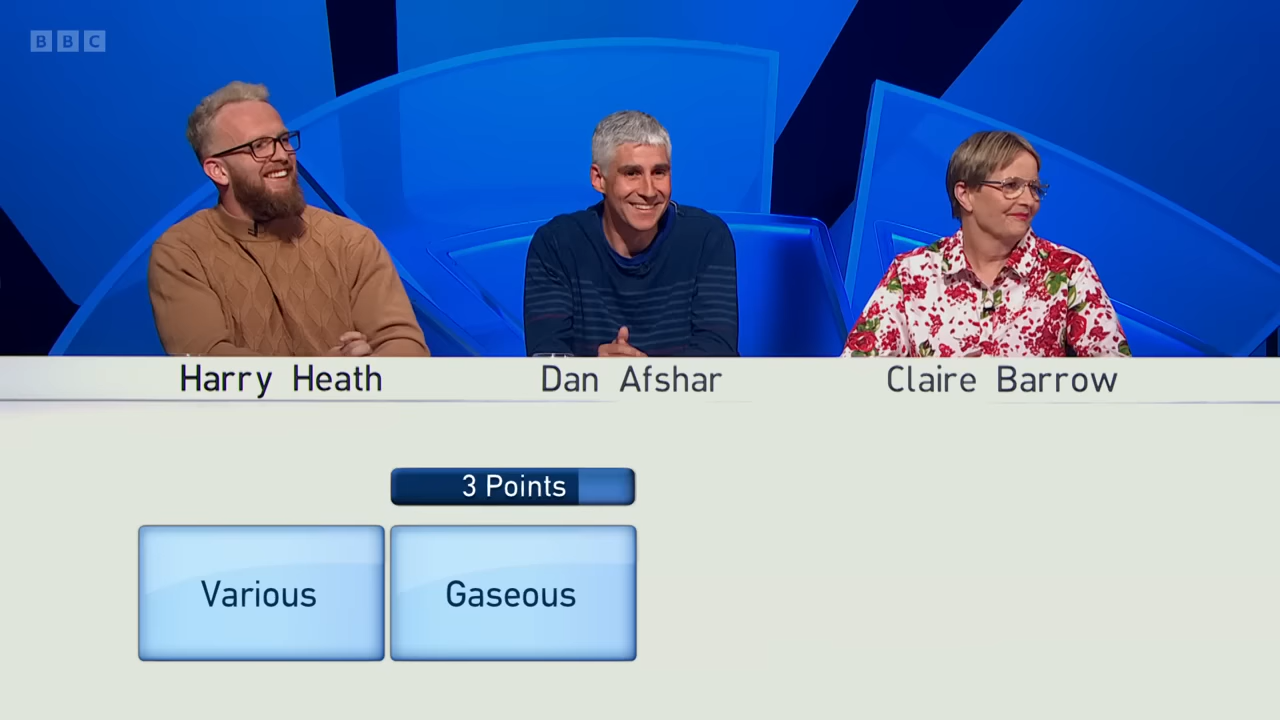 BBC
Harry Heath
Dan Afshar
Claire Barrow
3 Points
Various
Gaseous